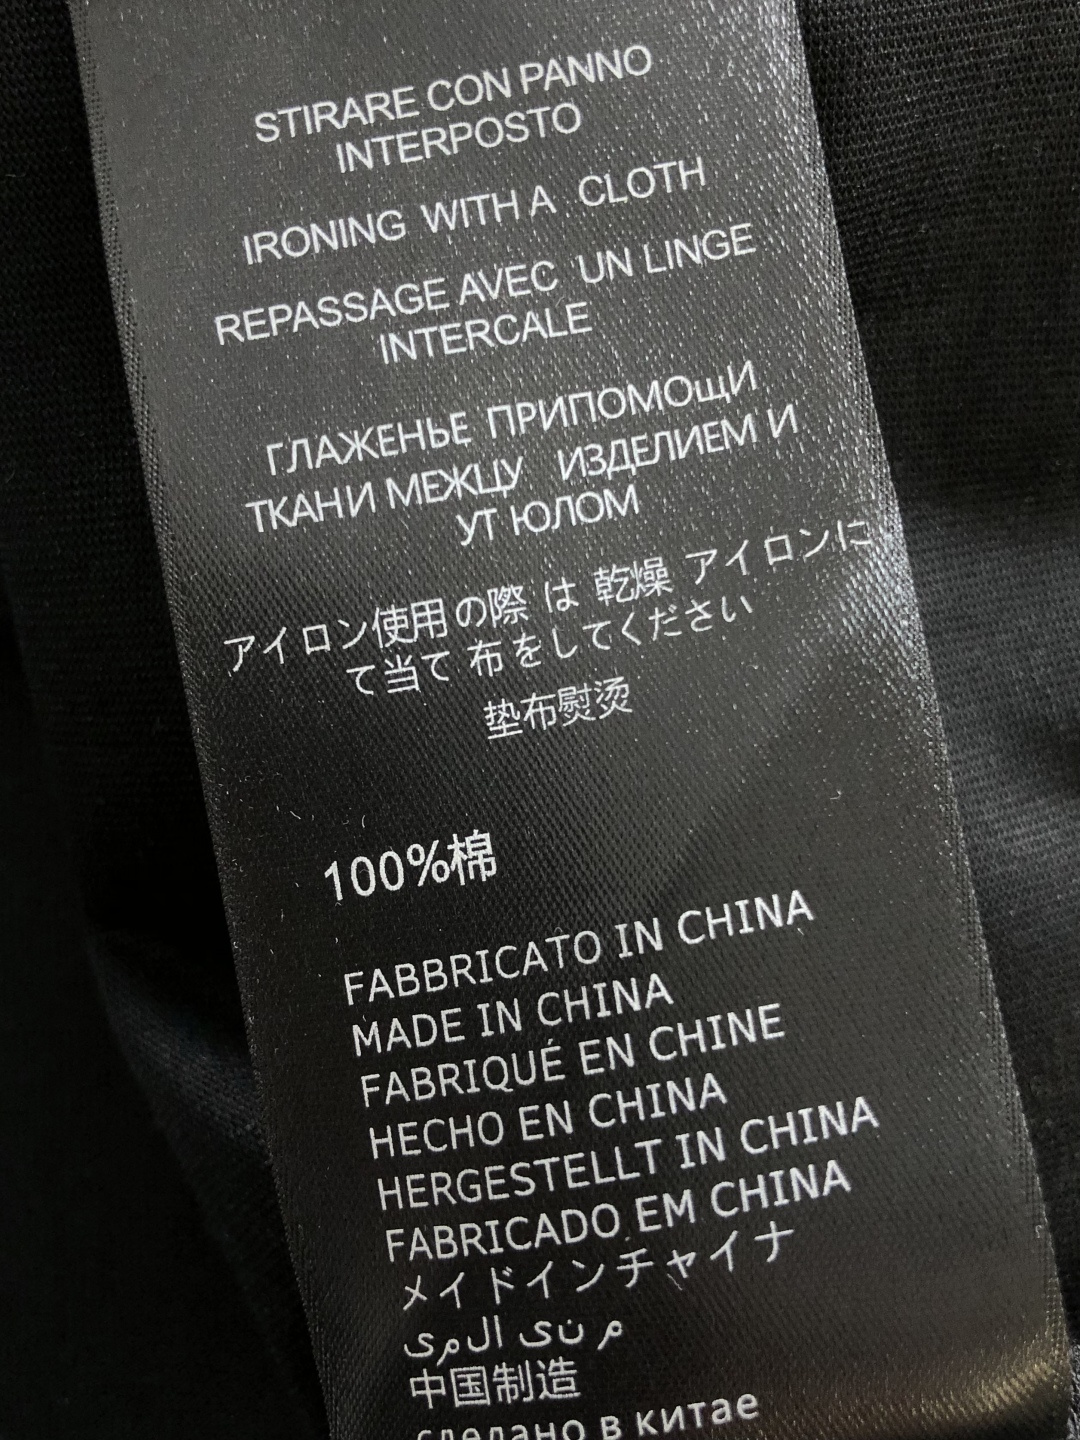 STIRARE CON PANNO
INTERPOSTO
IRONING WITH A CLOTH
REPASSAGE AVEC UN LINGE
INTERCALE
ГЛАЖЕНЬЕ ПРИПОМОщИ
ТКАНИ МЕЖЦУ ИЗДЕЛИЕМ И
УТ ЮЛОМ
アイロン使用の際 は 乾燥 アイロンに
て当て 布をしてください
垫布熨烫
100%棉
FABBRICATO IN CHINA
MADE IN CHINA
FABRIQUÉ EN CHINE
HECHO EN CHINA
HERGESTELLT IN CHINA
FABRICADO EM CHINA
メイドインチャイナ
م نى المى
中国制造
сделано в китае